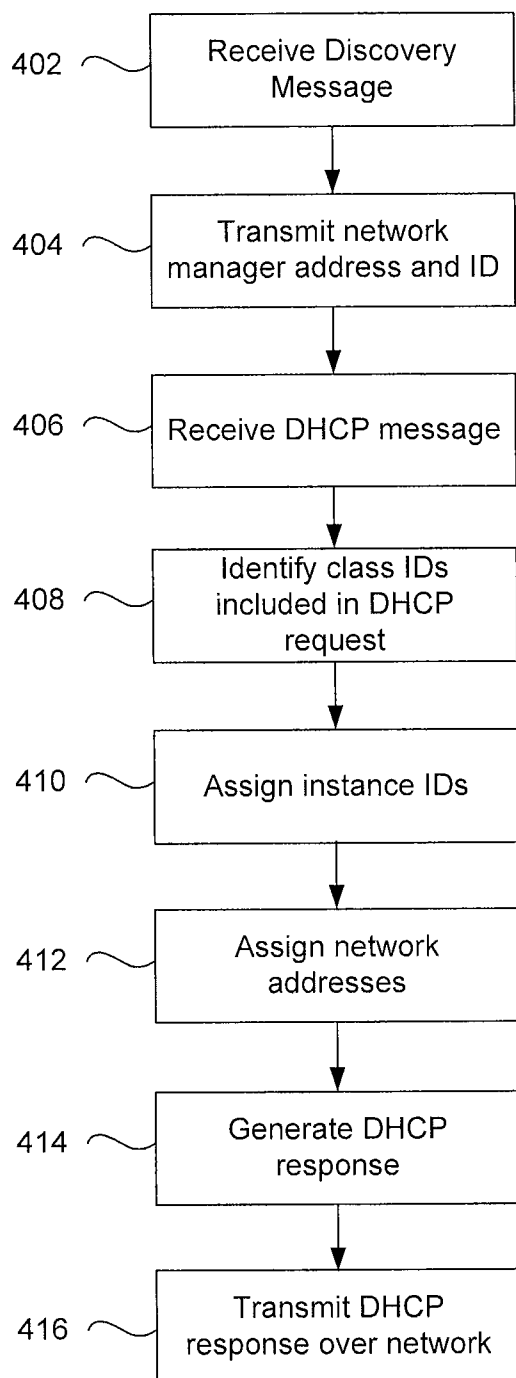 402
Receive Discovery
Message
404
Transmit network
manager address and ID
406
Receive DHCP message
408
Identify class IDs
included in DHCP
request
410
Assign instance IDs
412
Assign network
addresses
414
Generate DHCP
response
416
Transmit DHCP
response over network